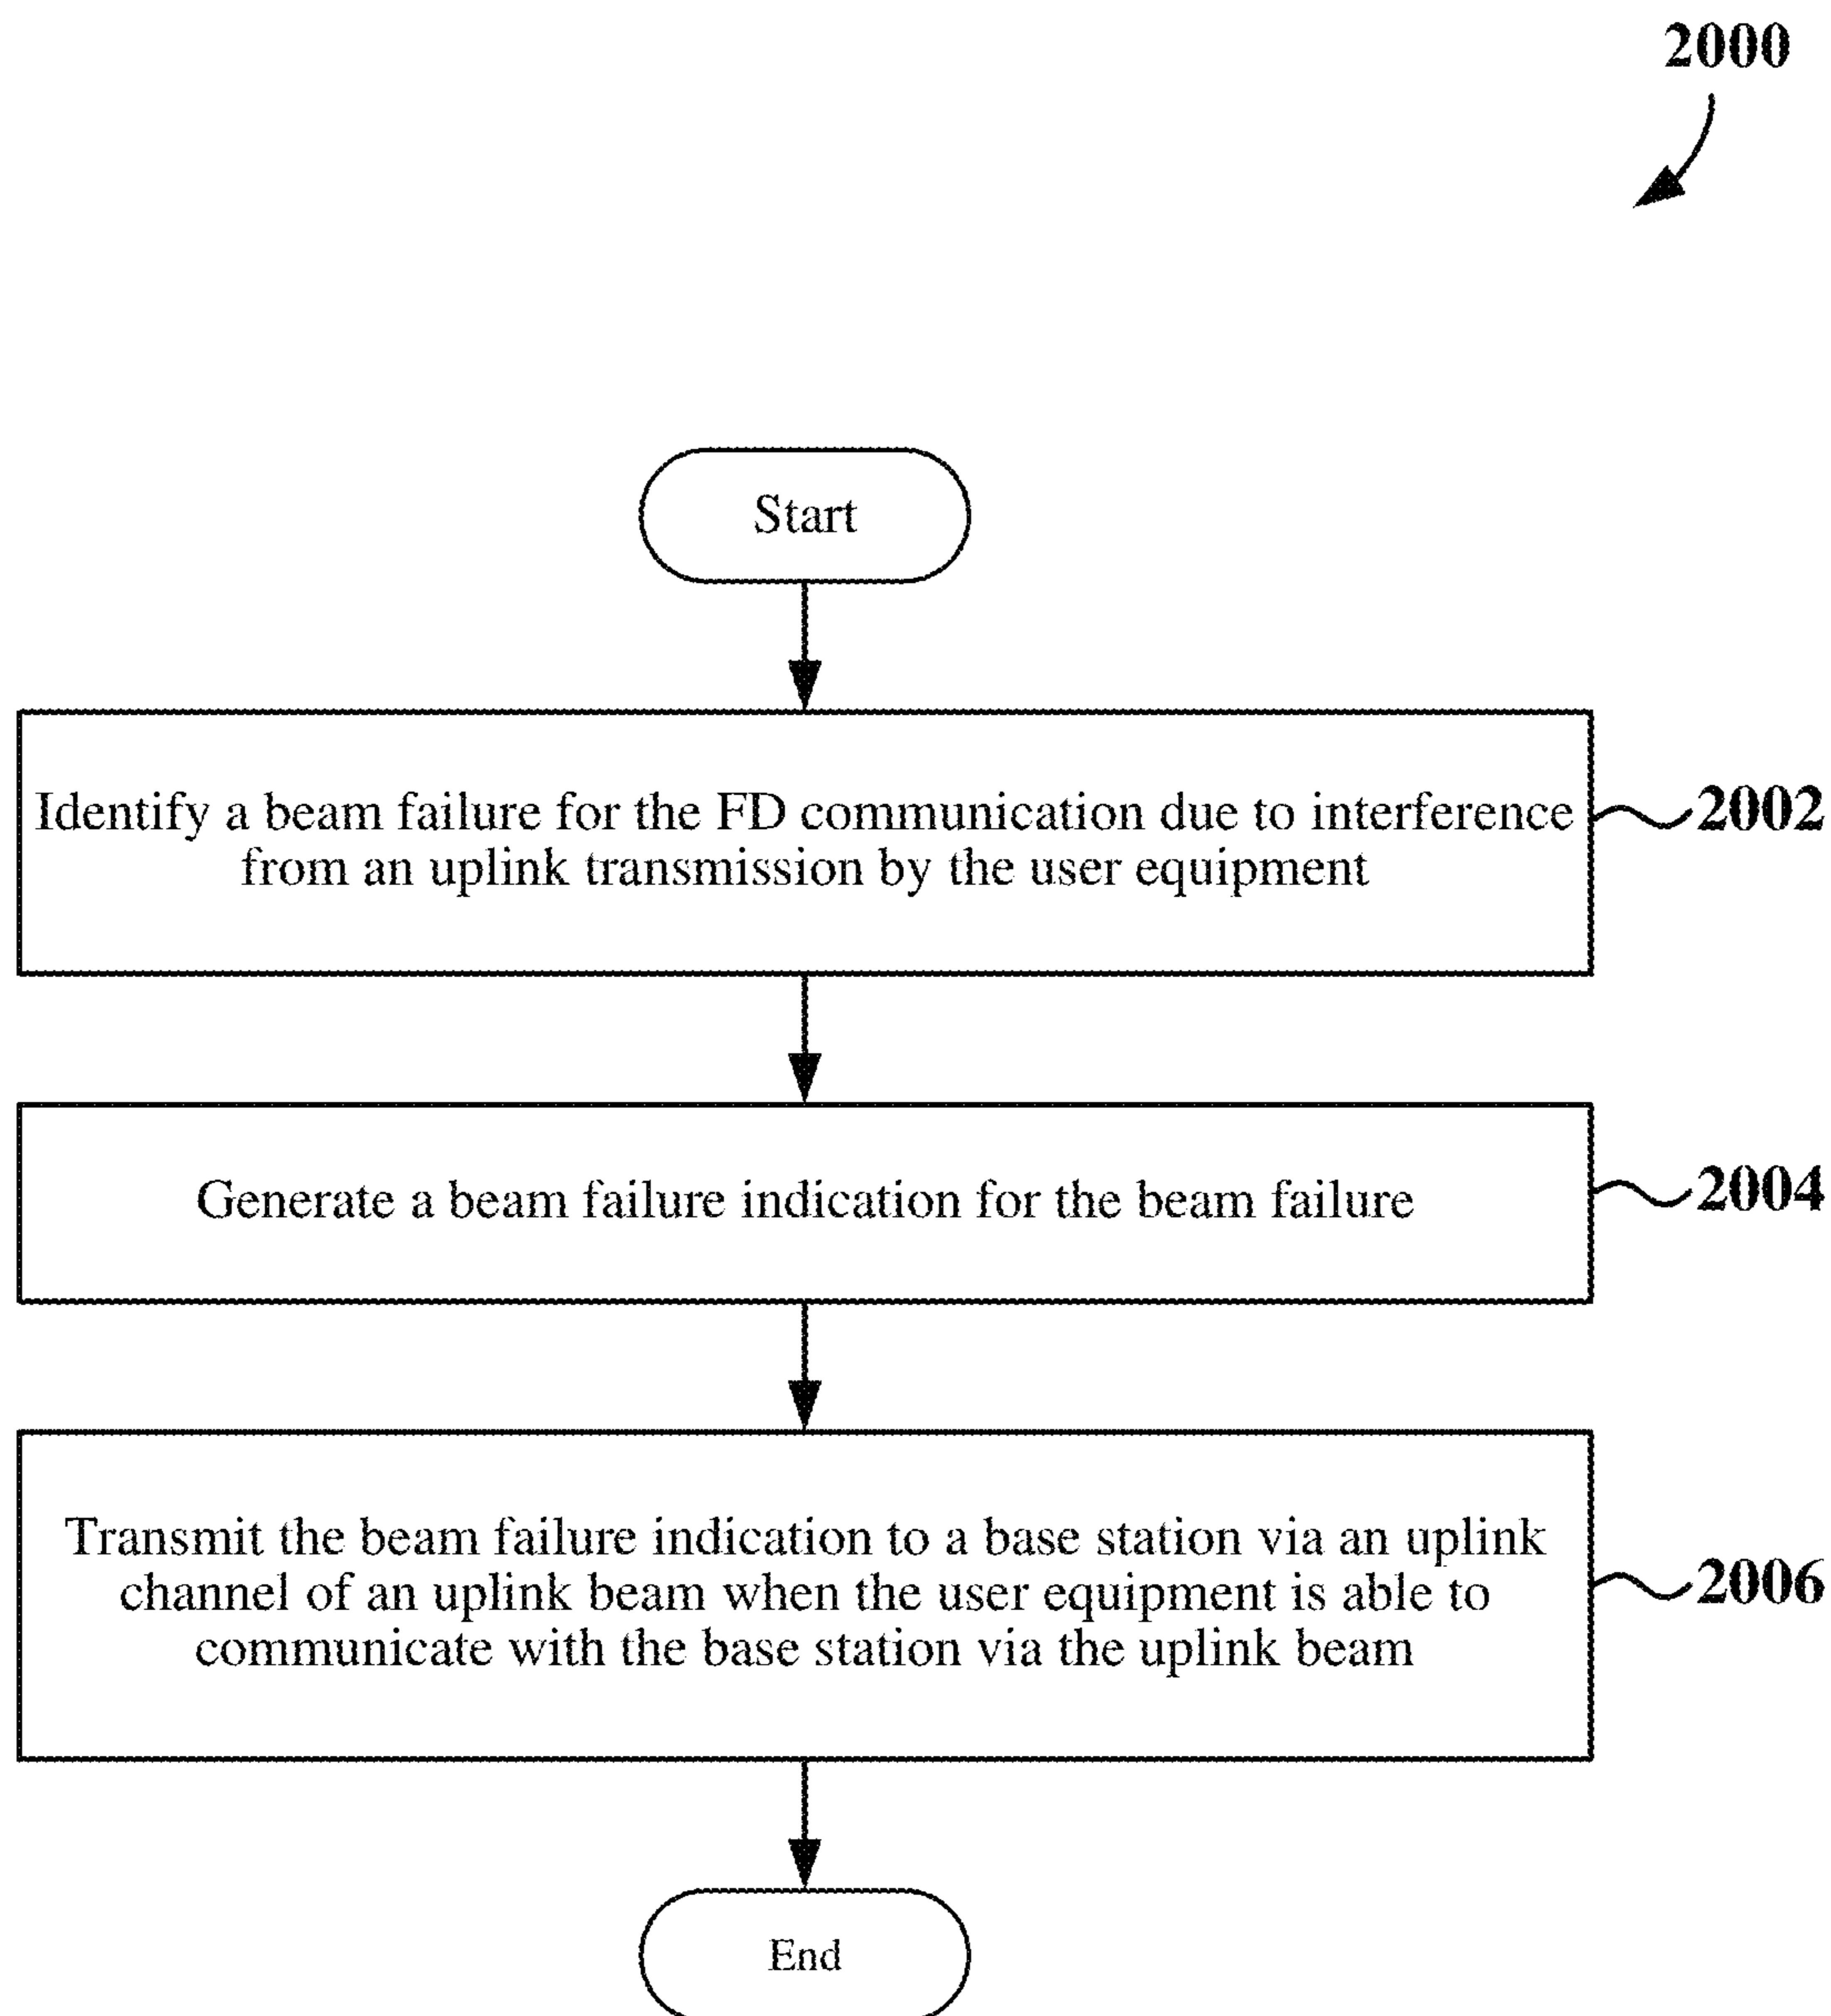 2000
Start
Identify a beam failure for the FD communication due to interference
from an uplink transmission by the user equipment
2002
Generate a beam failure indication for the beam failure
2004
Transmit the beam failure indication to a base station via an uplink
channel of an uplink beam when the user equipment is able to
communicate with the base station via the uplink beam
2006
End